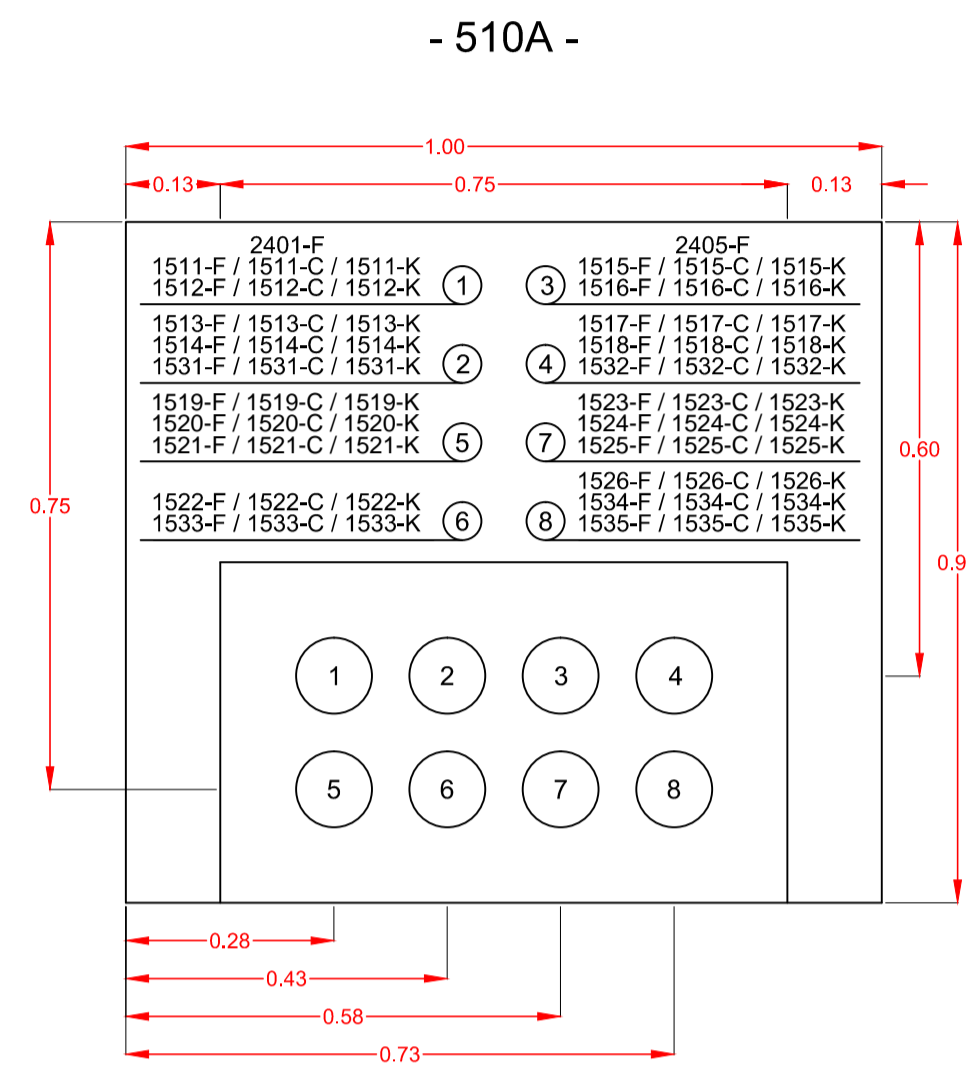 - 510A -
1.00
0.13 0.75 0.13
2401-F
1511-F / 1511-C / 1511-K
1512-F / 1512-C / 1512-K 1
2405-F
3 1515-F / 1515-C / 1515-K
1516-F / 1516-C / 1516-K
1513-F / 1513-C / 1513-K
1514-F / 1514-C / 1514-K
1531-F / 1531-C / 1531-K 2
1517-F / 1517-C / 1517-K
4 1518-F / 1518-C / 1518-K
1532-F / 1532-C / 1532-K
1519-F / 1519-C / 1519-K
1520-F / 1520-C / 1520-K
1521-F / 1521-C / 1521-K 5
1523-F / 1523-C / 1523-K
7 1524-F / 1524-C / 1524-K
1525-F / 1525-C / 1525-K
1522-F / 1522-C / 1522-K
1533-F / 1533-C / 1533-K 6
1526-F / 1526-C / 1526-K
8 1534-F / 1534-C / 1534-K
1535-F / 1535-C / 1535-K
0.75
0.60
0.9
1 2 3 4
5 6 7 8
0.28
0.43
0.58
0.73